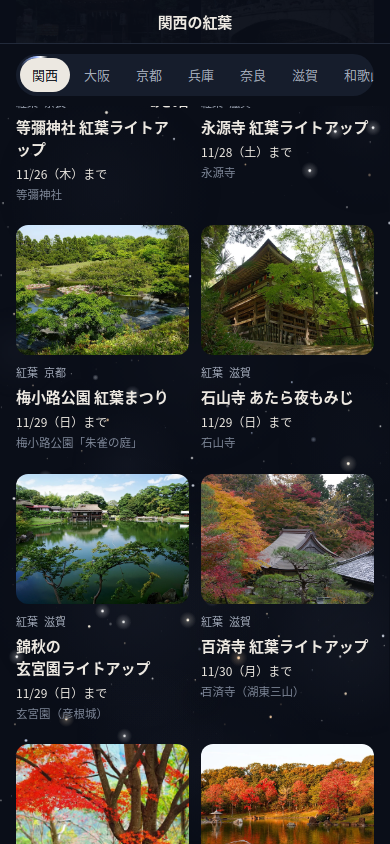 関西の紅葉
関西
大阪
京都
兵庫
奈良
滋賀
和歌
等彌神社 紅葉ライトア
ップ
11/26（木）まで
等彌神社
永源寺 紅葉ライトアップ
11/28（土）まで
永源寺
紅葉 京都
梅小路公園 紅葉まつり
11/29（日）まで
梅小路公園「朱雀の庭」
紅葉 滋賀
石山寺 あたら夜もみじ
11/29（日）まで
石山寺
紅葉 滋賀
錦秋の
玄宮園ライトアップ
11/29（日）まで
玄宮園（彦根城）
紅葉 滋賀
百済寺 紅葉ライトアップ
11/30（月）まで
百済寺（湖東三山）